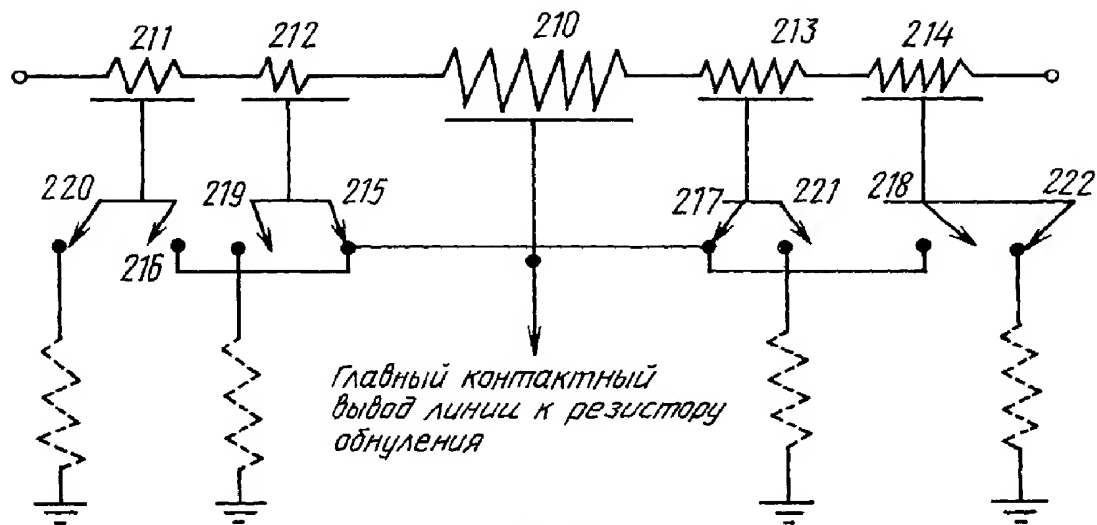 211 212 210 213 214
220 219 215 217 221 218 222
216
Главный контактный
вывод линии к резистору
обнуления